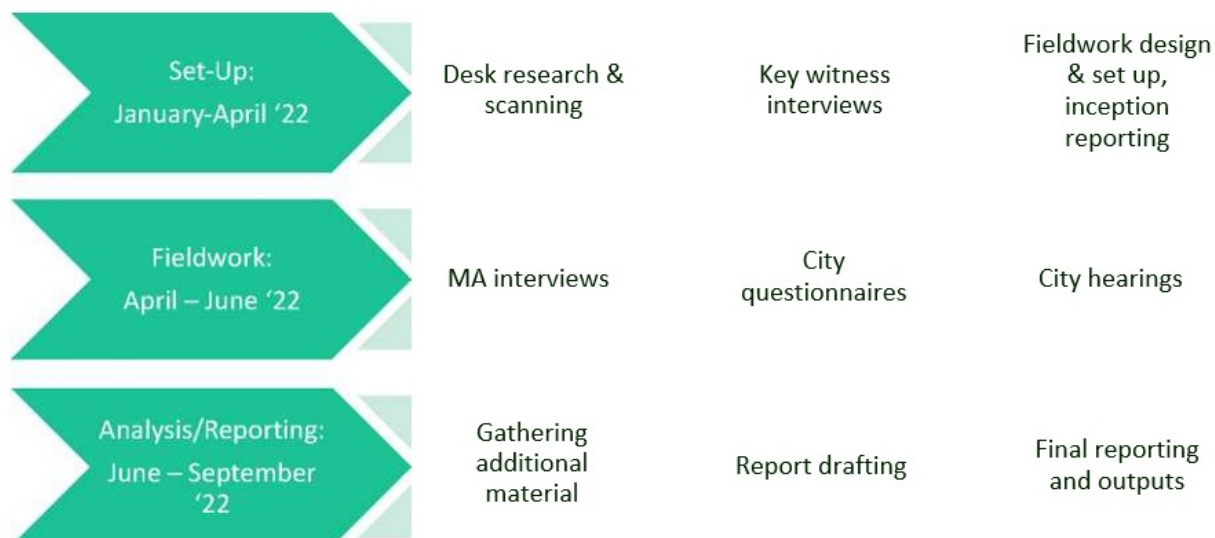 Set-Up:
January-April ‘22
Desk research &
scanning
Key witness
interviews
Fieldwork design
& set up,
inception
reporting
Fieldwork:
April – June ‘22
MA interviews
City
questionnaires
City hearings
Analysis/Reporting:
June – September
‘22
Gathering
additional
material
Report drafting
Final reporting
and outputs